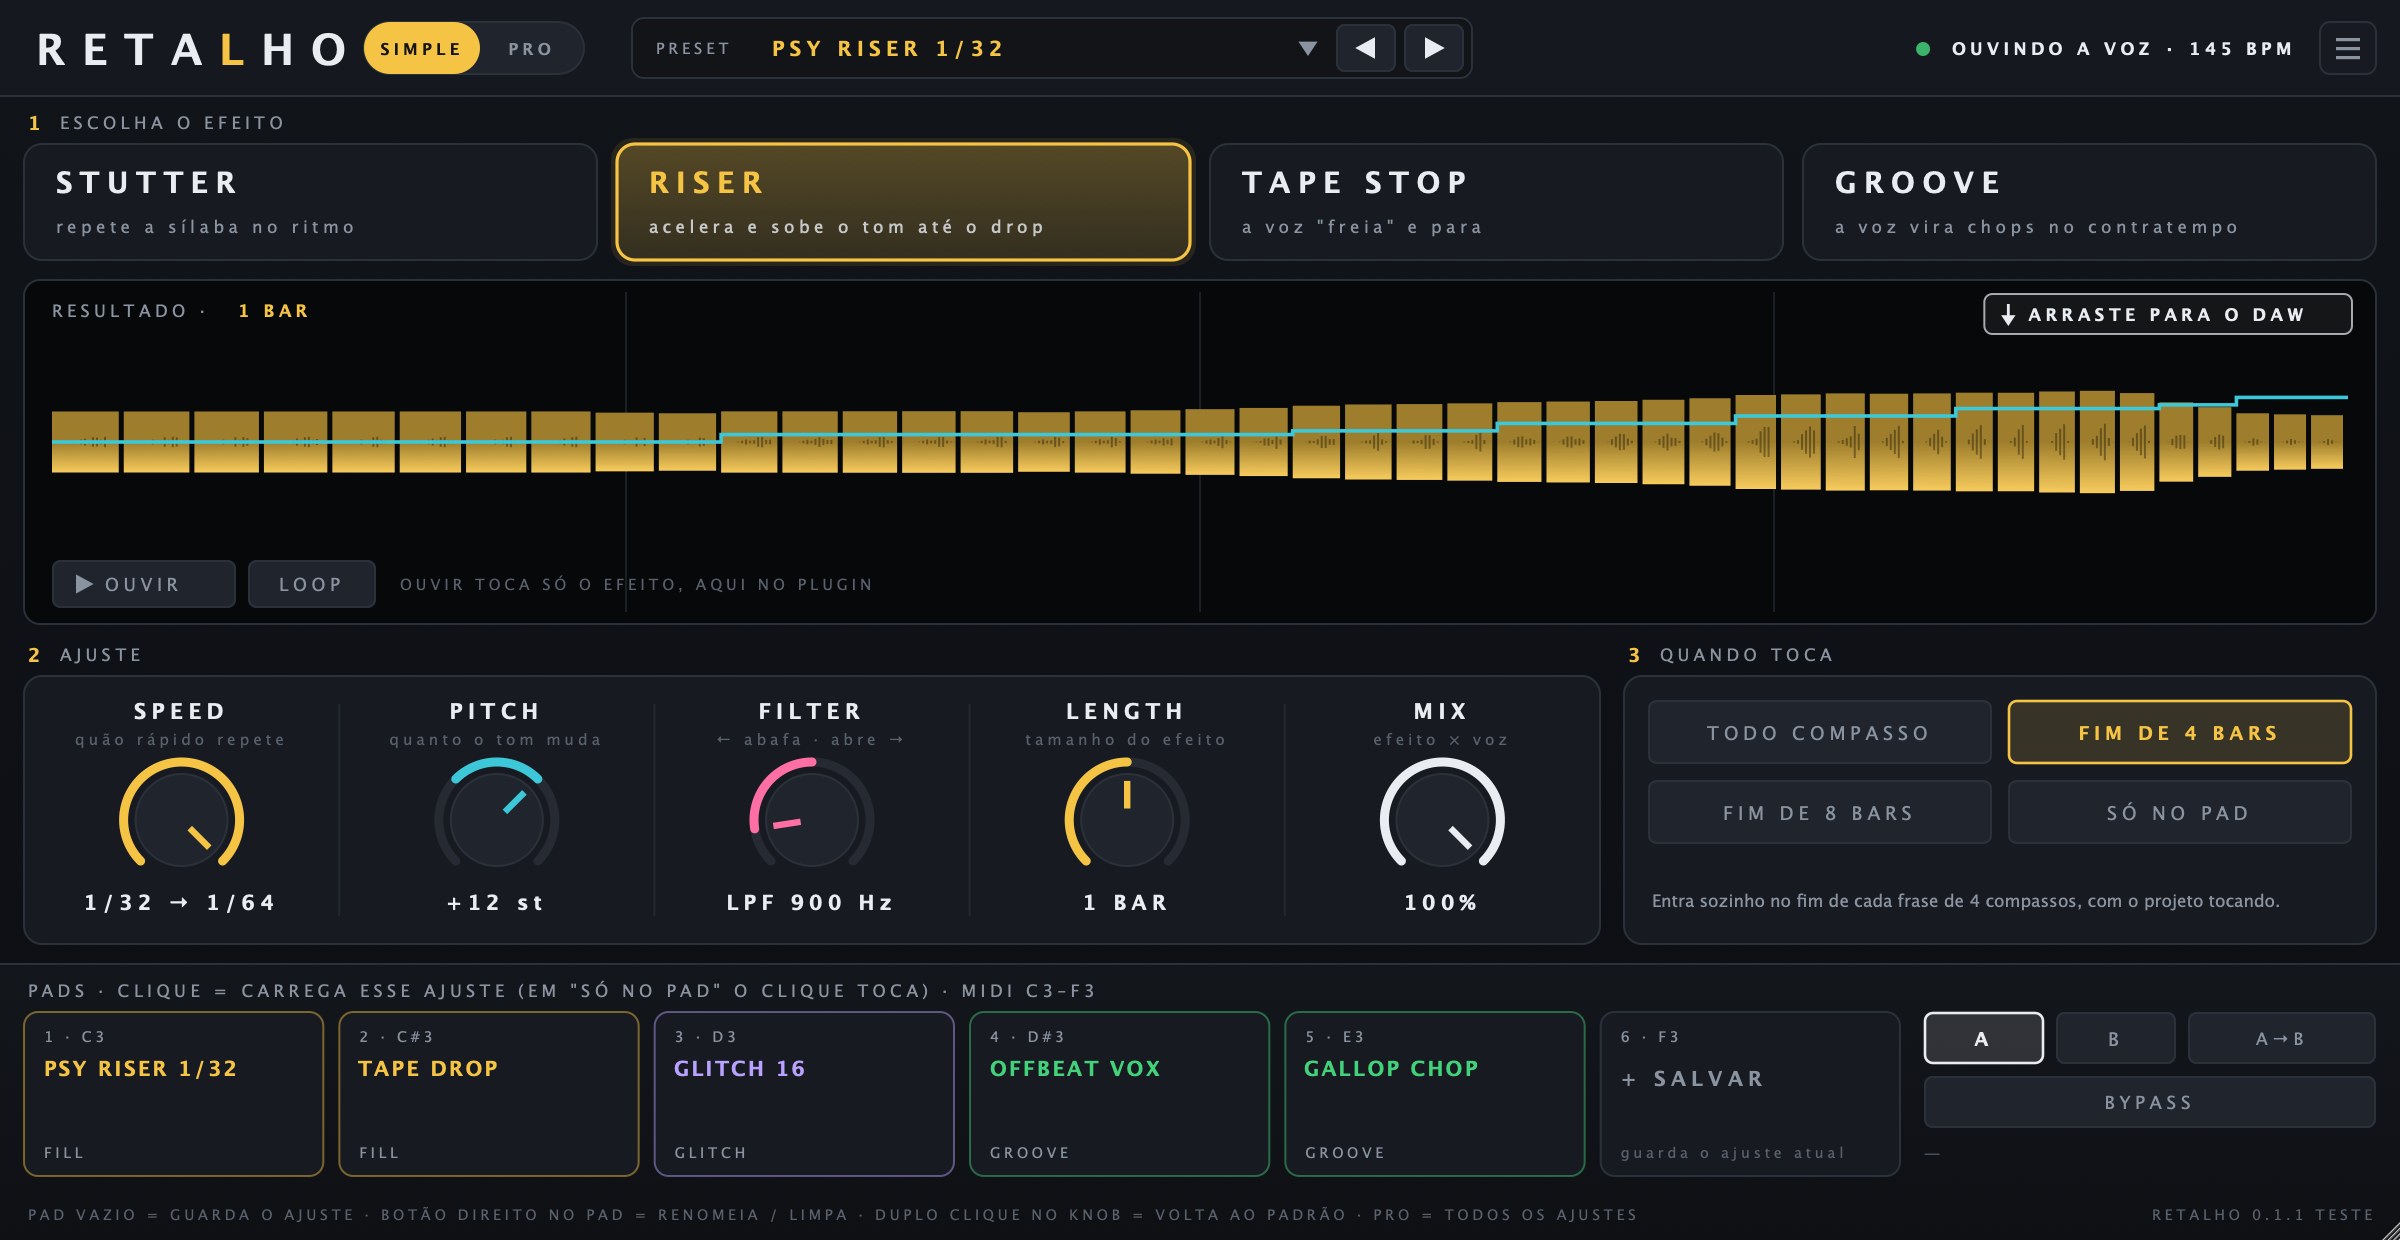 RETALHO
SIMPLE
PRO
PRESET
PSY RISER 1/32
OUVINDO A VOZ · 145 BPM
1 ESCOLHA O EFEITO
STUTTER
repete a sílaba no ritmo
RISER
acelera e sobe o tom até o drop
TAPE STOP
a voz "freia" e para
GROOVE
a voz vira chops no contratempo
RESULTADO · 1 BAR
ARRASTE PARA O DAW
OUVIR
LOOP
OUVIR TOCA SÓ O EFEITO, AQUI NO PLUGIN
2 AJUSTE
SPEED
quão rápido repete
1/32 → 1/64
PITCH
quanto o tom muda
+12 st
FILTER
← abafa · abre →
LPF 900 Hz
LENGTH
tamanho do efeito
1 BAR
MIX
efeito × voz
100%
3 QUANDO TOCA
TODO COMPASSO
FIM DE 4 BARS
FIM DE 8 BARS
SÓ NO PAD
Entra sozinho no fim de cada frase de 4 compassos, com o projeto tocando.
PADS · CLIQUE = CARREGA ESSE AJUSTE (EM "SÓ NO PAD" O CLIQUE TOCA) · MIDI C3–F3
1 · C3
PSY RISER 1/32
FILL
2 · C#3
TAPE DROP
FILL
3 · D3
GLITCH 16
GLITCH
4 · D#3
OFFBEAT VOX
GROOVE
5 · E3
GALLOP CHOP
GROOVE
6 · F3
+ SALVAR
guarda o ajuste atual
A
B
A→B
BYPASS
—
PAD VAZIO = GUARDA O AJUSTE · BOTÃO DIREITO NO PAD = RENOMEIA / LIMPA · DUPLO CLIQUE NO KNOB = VOLTA AO PADRÃO · PRO = TODOS OS AJUSTES
RETALHO 0.1.1 TESTE